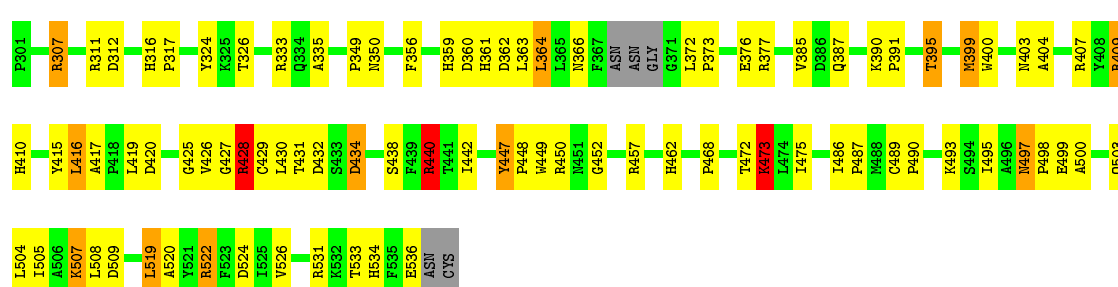 P301 R307 R311 D312 H316 P317 Y324 K325 T326 R333 Q334 A335 P349 N350 F356 H359 D360 H361 D362 L363 L364 L365 N366 F367 ASN ASN GLY G371 L372 P373 E376 R377 V385 D386 Q387 K390 P391 T395 M399 W400 N403 A404 R407 Y408
H410 Y415 L416 A417 P418 L419 D420 G425 V426 G427 R428 C429 L430 T431 D432 S433 D434 S438 F439 R440 T441 I442 Y447 P448 W449 R450 N451 G452 R457 H462 P468 T472 K473 L474 I475 I486 P487 M488 C489 P490 K493 S494 I495 A496 N497 P498 E499 A500
L504 I505 A506 K507 L508 D509 L519 A520 Y521 R522 F523 D524 I525 V526 R531 K532 T533 H534 F535 E536 ASN CYS